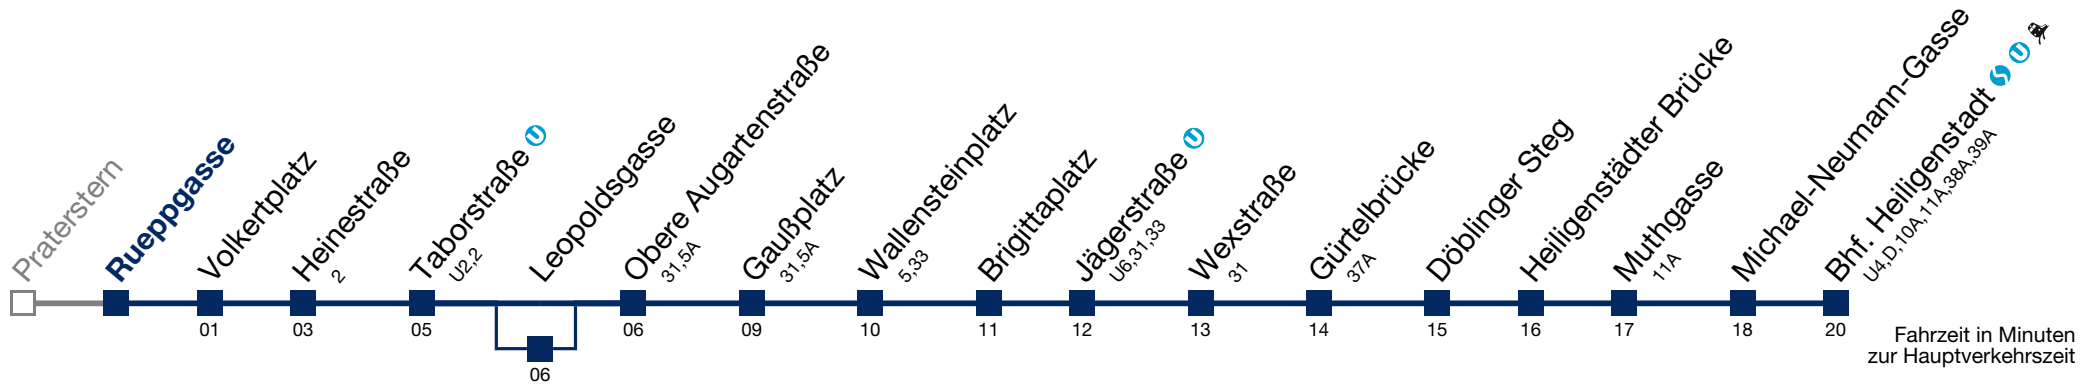 Praterstern
Rueppgasse
Volkertplatz
01
Heinestraße
2
03
Taborstraße U
U2,2
05
Leopoldsgasse
06
Obere Augartenstraße
31,5A
06
Gaußplatz
31,5A
09
Wallensteinplatz
5,33
10
Brigittaplatz
11
Jägerstraße U
U6,31,33
12
Wexstraße
31
13
Gürtelbrücke
37A
14
Döblinger Steg
15
Heiligenstädter Brücke
16
Muthgasse
11A
17
Michael-Neumann-Gasse
18
Bhf. Heiligenstadt S U
U4,D,10A,11A,38A,39A
20
Fahrzeit in Minuten
zur Hauptverkehrszeit